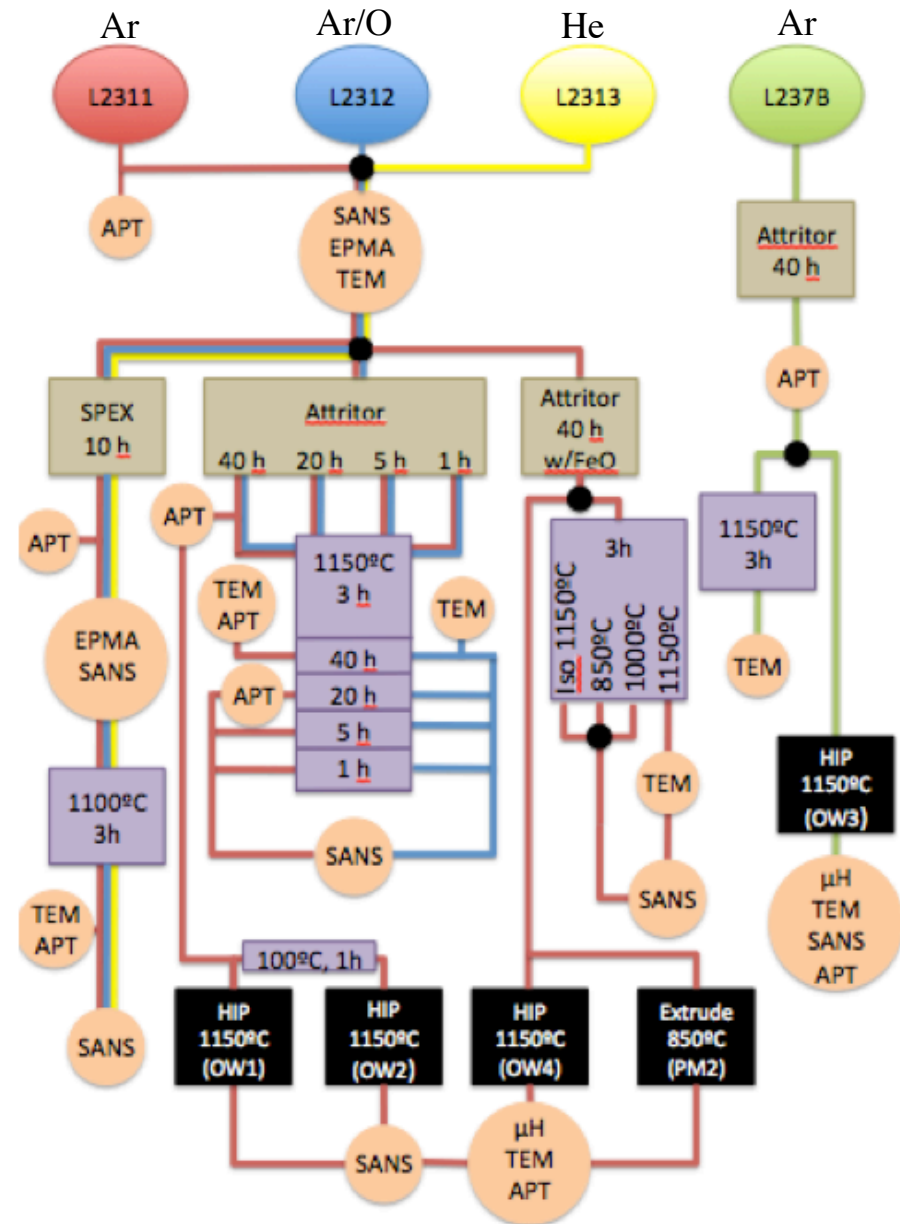 Ar
Ar/O
He
Ar
L2311
L2312
L2313
L237B
APT
SANS
EPMA
TEM
Attritor
40 h
APT
SPEX
10 h
Attritor
40 h 20 h 5 h 1 h
Attritor
40 h
w/FeO
APT
APT
1150ºC
3 h
40 h
20 h
5 h
1 h
TEM
APT
TEM
APT
SANS
3h
Iso 1150ºC
850ºC
1000ºC
1150ºC
TEM
SANS
1150ºC
3h
TEM
HIP
1150ºC
(OW3)
µH
TEM
SANS
APT
EPMA
SANS
1100ºC
3h
TEM
APT
SANS
100ºC, 1h
HIP
1150ºC
(OW1)
HIP
1150ºC
(OW2)
HIP
1150ºC
(OW4)
Extrude
850ºC
(PM2)
SANS
µH
TEM
APT